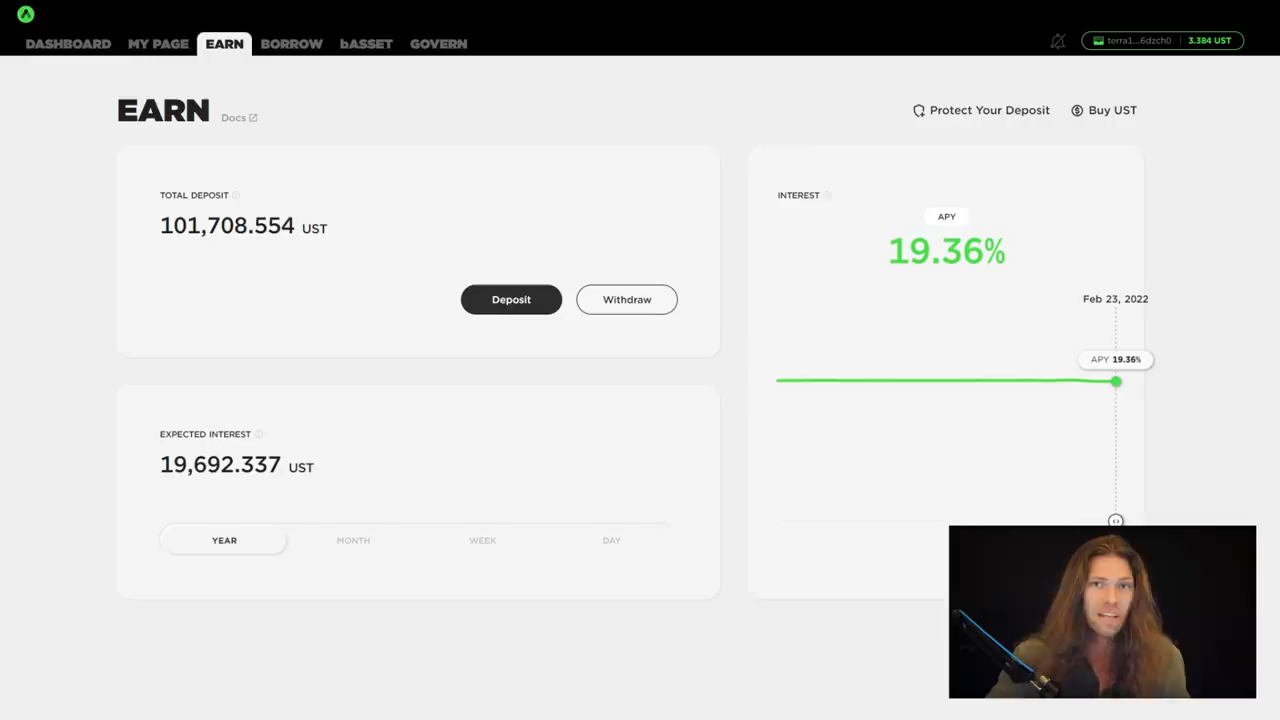 DASHBOARD MY PAGE EARN BORROW bASSET GOVERN
terra1...6dzch0 3.384 UST
EARN Docs
Protect Your Deposit Buy UST
TOTAL DEPOSIT
101,708.554 UST
Deposit Withdraw
EXPECTED INTEREST
19,692.337 UST
YEAR MONTH WEEK DAY
INTEREST
APY
19.36%
Feb 23, 2022
APY 19.36%